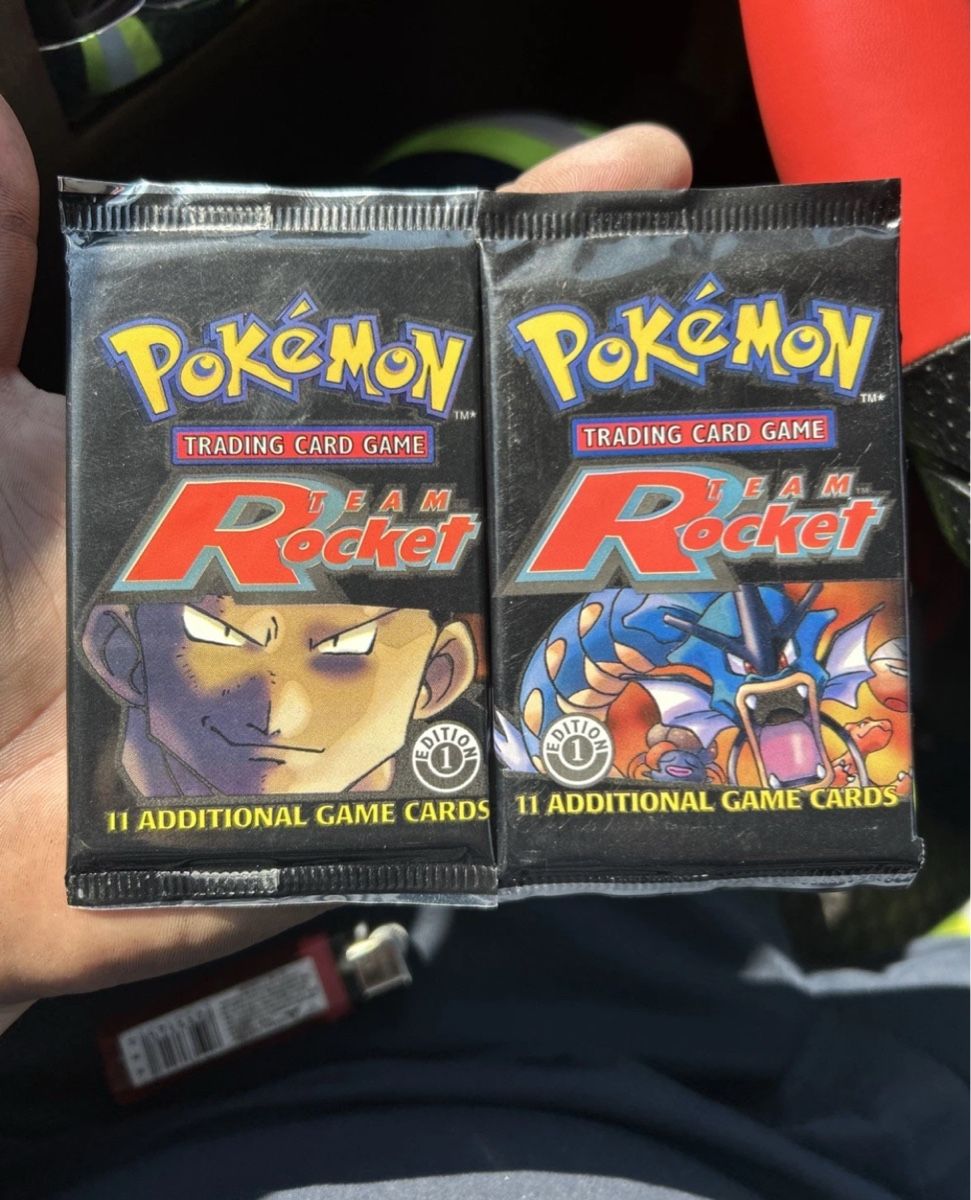 POKéMON
TM*
TRADING CARD GAME
TEAM
ROcket
EDITION
1
11 ADDITIONAL GAME CARDS
POKéMON
TM*
TRADING CARD GAME
TEAM TM
ROcket
EDITION
1
11 ADDITIONAL GAME CARDS